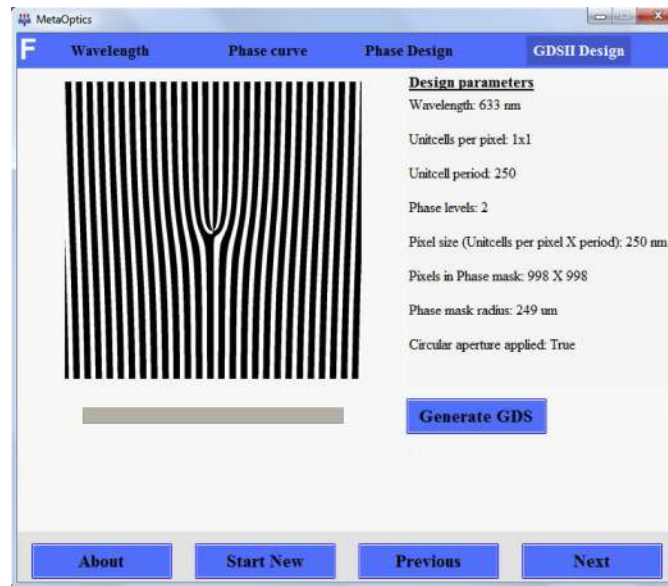 MetaOptics
F Wavelength Phase curve Phase Design GDSII Design
Design parameters
Wavelength: 633 nm
Unitcells per pixel: 1x1
Unitcell period: 250
Phase levels: 2
Pixel size (Unitcells per pixel X period): 250 nm
Pixels in Phase mask: 998 X 998
Phase mask radius: 249 um
Circular aperture applied: True
Generate GDS
About Start New Previous Next